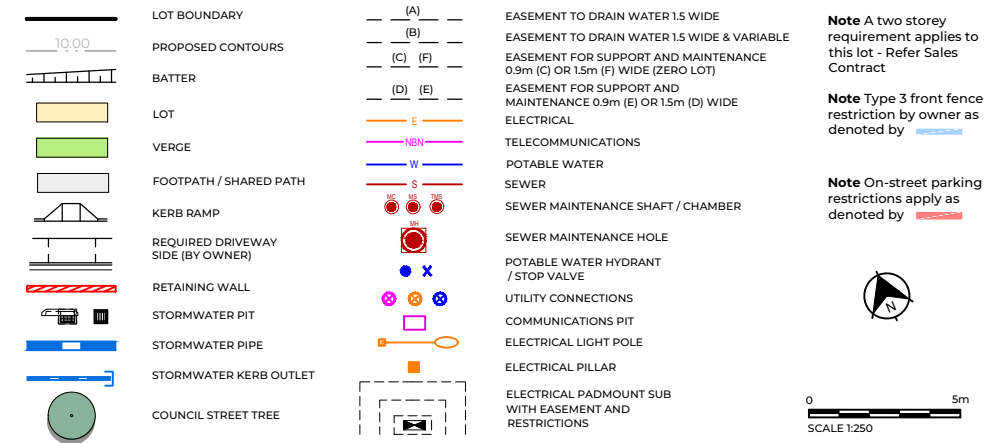 LOT BOUNDARY
10.00
PROPOSED CONTOURS
BATTER
LOT
VERGE
FOOTPATH / SHARED PATH
KERB RAMP
REQUIRED DRIVEWAY
SIDE (BY OWNER)
RETAINING WALL
STORMWATER PIT
STORMWATER PIPE
STORMWATER KERB OUTLET
COUNCIL STREET TREE
(A)
EASEMENT TO DRAIN WATER 1.5 WIDE
(B)
EASEMENT TO DRAIN WATER 1.5 WIDE & VARIABLE
(C) (F)
EASEMENT FOR SUPPORT AND MAINTENANCE
0.9m (C) OR 1.5m (F) WIDE (ZERO LOT)
(D) (E)
EASEMENT FOR SUPPORT AND
MAINTENANCE 0.9m (E) OR 1.5m (D) WIDE
E
ELECTRICAL
NBN
TELECOMMUNICATIONS
W
POTABLE WATER
S
SEWER
MC MS TMS
SEWER MAINTENANCE SHAFT / CHAMBER
MH
SEWER MAINTENANCE HOLE
POTABLE WATER HYDRANT
/ STOP VALVE
UTILITY CONNECTIONS
COMMUNICATIONS PIT
ELECTRICAL LIGHT POLE
ELECTRICAL PILLAR
ELECTRICAL PADMOUNT SUB
WITH EASEMENT AND
RESTRICTIONS
Note A two storey
requirement applies to
this lot - Refer Sales
Contract
Note Type 3 front fence
restriction by owner as
denoted by
Note On-street parking
restrictions apply as
denoted by
N
0 5m
SCALE 1:250